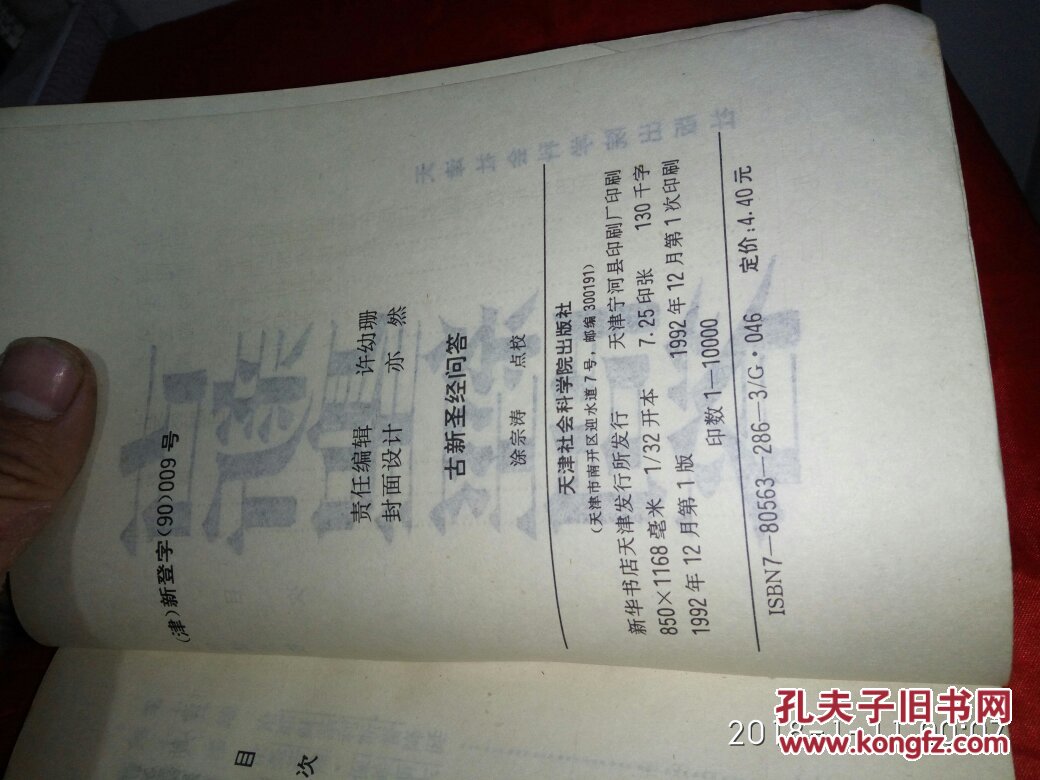 (津)新登字(90)009号
责任编辑 许幼珊
封面设计 亦 然
古新圣经问答
涂宗涛 点校
天津社会科学院出版社
(天津市南开区迎水道7号,邮编300191)
新华书店天津发行所发行 天津宁河县印刷厂印刷
850×1168毫米 1/32开本 7.25印张 130千字
1992年12月第1版 1992年12月第1次印刷
印数1—10000
ISBN7—80563—286—3/G·046 定价:4.40元
目 次
孔夫子旧书网
www.kongfz.com